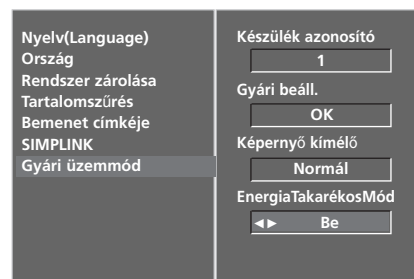 Nyelv(Language)
Ország
Rendszer zárolása
Tartalomszűrés
Bemenet címkéje
SIMPLINK
Gyári üzemmód
Készülék azonosító
1
Gyári beáll.
OK
Képernyő kímélő
Normál
EnergiaTakarékosMód
◄► Be